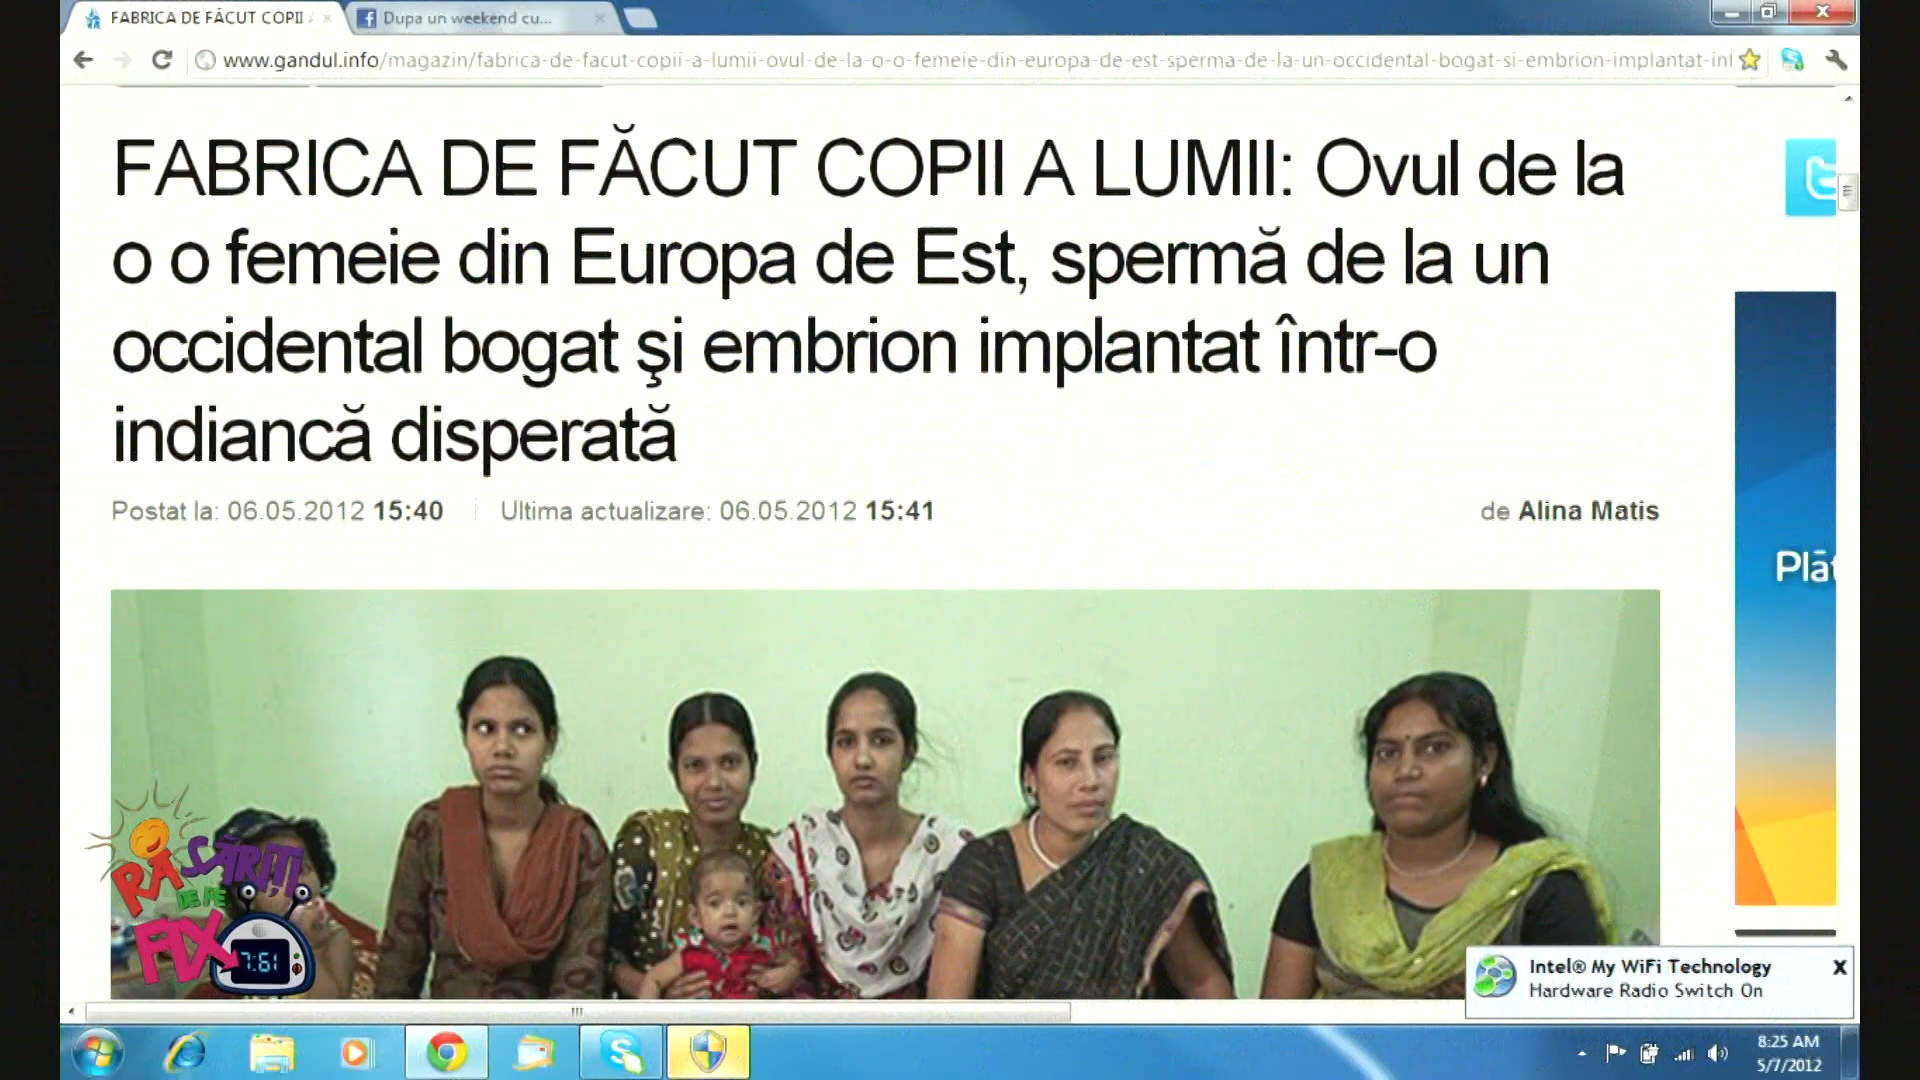 FABRICA DE FĂCUT COPII
Dupa un weekend cu...
www.gandul.info/magazin/fabrica-de-facut-copii-a-lumii-ovul-de-la-o-o-femeie-din-europa-de-est-sperma-de-la-un-occidental-bogat-si-embrion-implantat-int
FABRICA DE FĂCUT COPII A LUMII: Ovul de la
o o femeie din Europa de Est, spermă de la un
occidental bogat şi embrion implantat într-o
indiancă disperată
Postat la: 06.05.2012 15:40 Ultima actualizare: 06.05.2012 15:41 de Alina Matis
Plăt
RĂSĂRIȚI
DE PE
FIX
7:61
Intel® My WiFi Technology
Hardware Radio Switch On
8:25 AM
5/7/2012